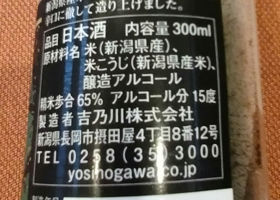 辛口に倣して造り上げました。
品目 日本酒 内容量 300ml
原材料名 米(新潟県産)、
米こうじ(新潟県産米)、
醸造アルコール
精米歩合 65% アルコール分 15度
製造者 吉乃川株式会社
新潟県長岡市摂田屋4丁目8番12号
TEL 0258(35)3000
yosinogawa.co.jp